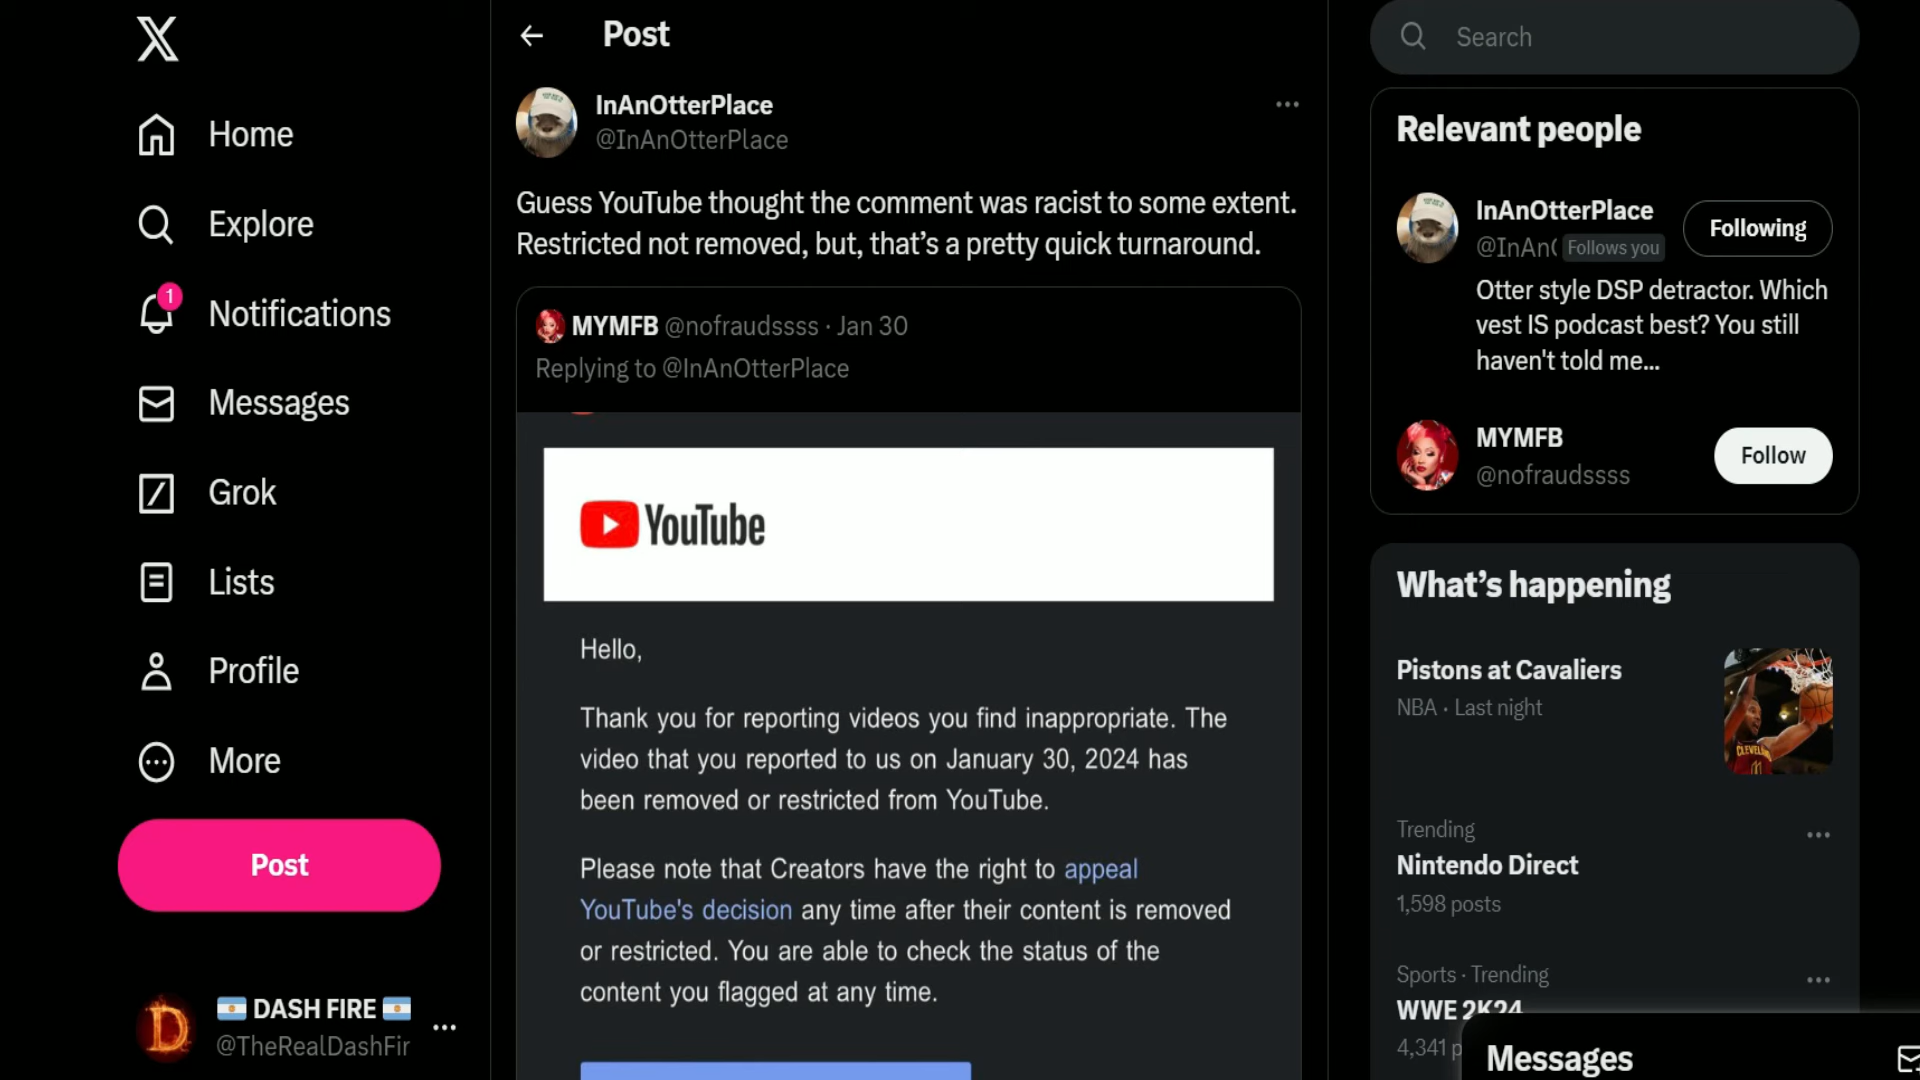 Home
Explore
1
Notifications
Messages
Grok
Lists
Profile
More
Post
DASH FIRE
@TheRealDashFir
Post
InAnOtterPlace
@InAnOtterPlace
Guess YouTube thought the comment was racist to some extent.
Restricted not removed, but, that's a pretty quick turnaround.
MYMFB @nofraudssss · Jan 30
Replying to @InAnOtterPlace
YouTube
Hello,
Thank you for reporting videos you find inappropriate. The
video that you reported to us on January 30, 2024 has
been removed or restricted from YouTube.
Please note that Creators have the right to appeal
YouTube's decision any time after their content is removed
or restricted. You are able to check the status of the
content you flagged at any time.
Search
Relevant people
InAnOtterPlace
Following
@InAn Follows you
Otter style DSP detractor. Which
vest IS podcast best? You still
haven't told me...
MYMFB
Follow
@nofraudssss
What's happening
Pistons at Cavaliers
NBA · Last night
Trending
Nintendo Direct
1,598 posts
Sports · Trending
WWE 2K24
4,341 p
Messages